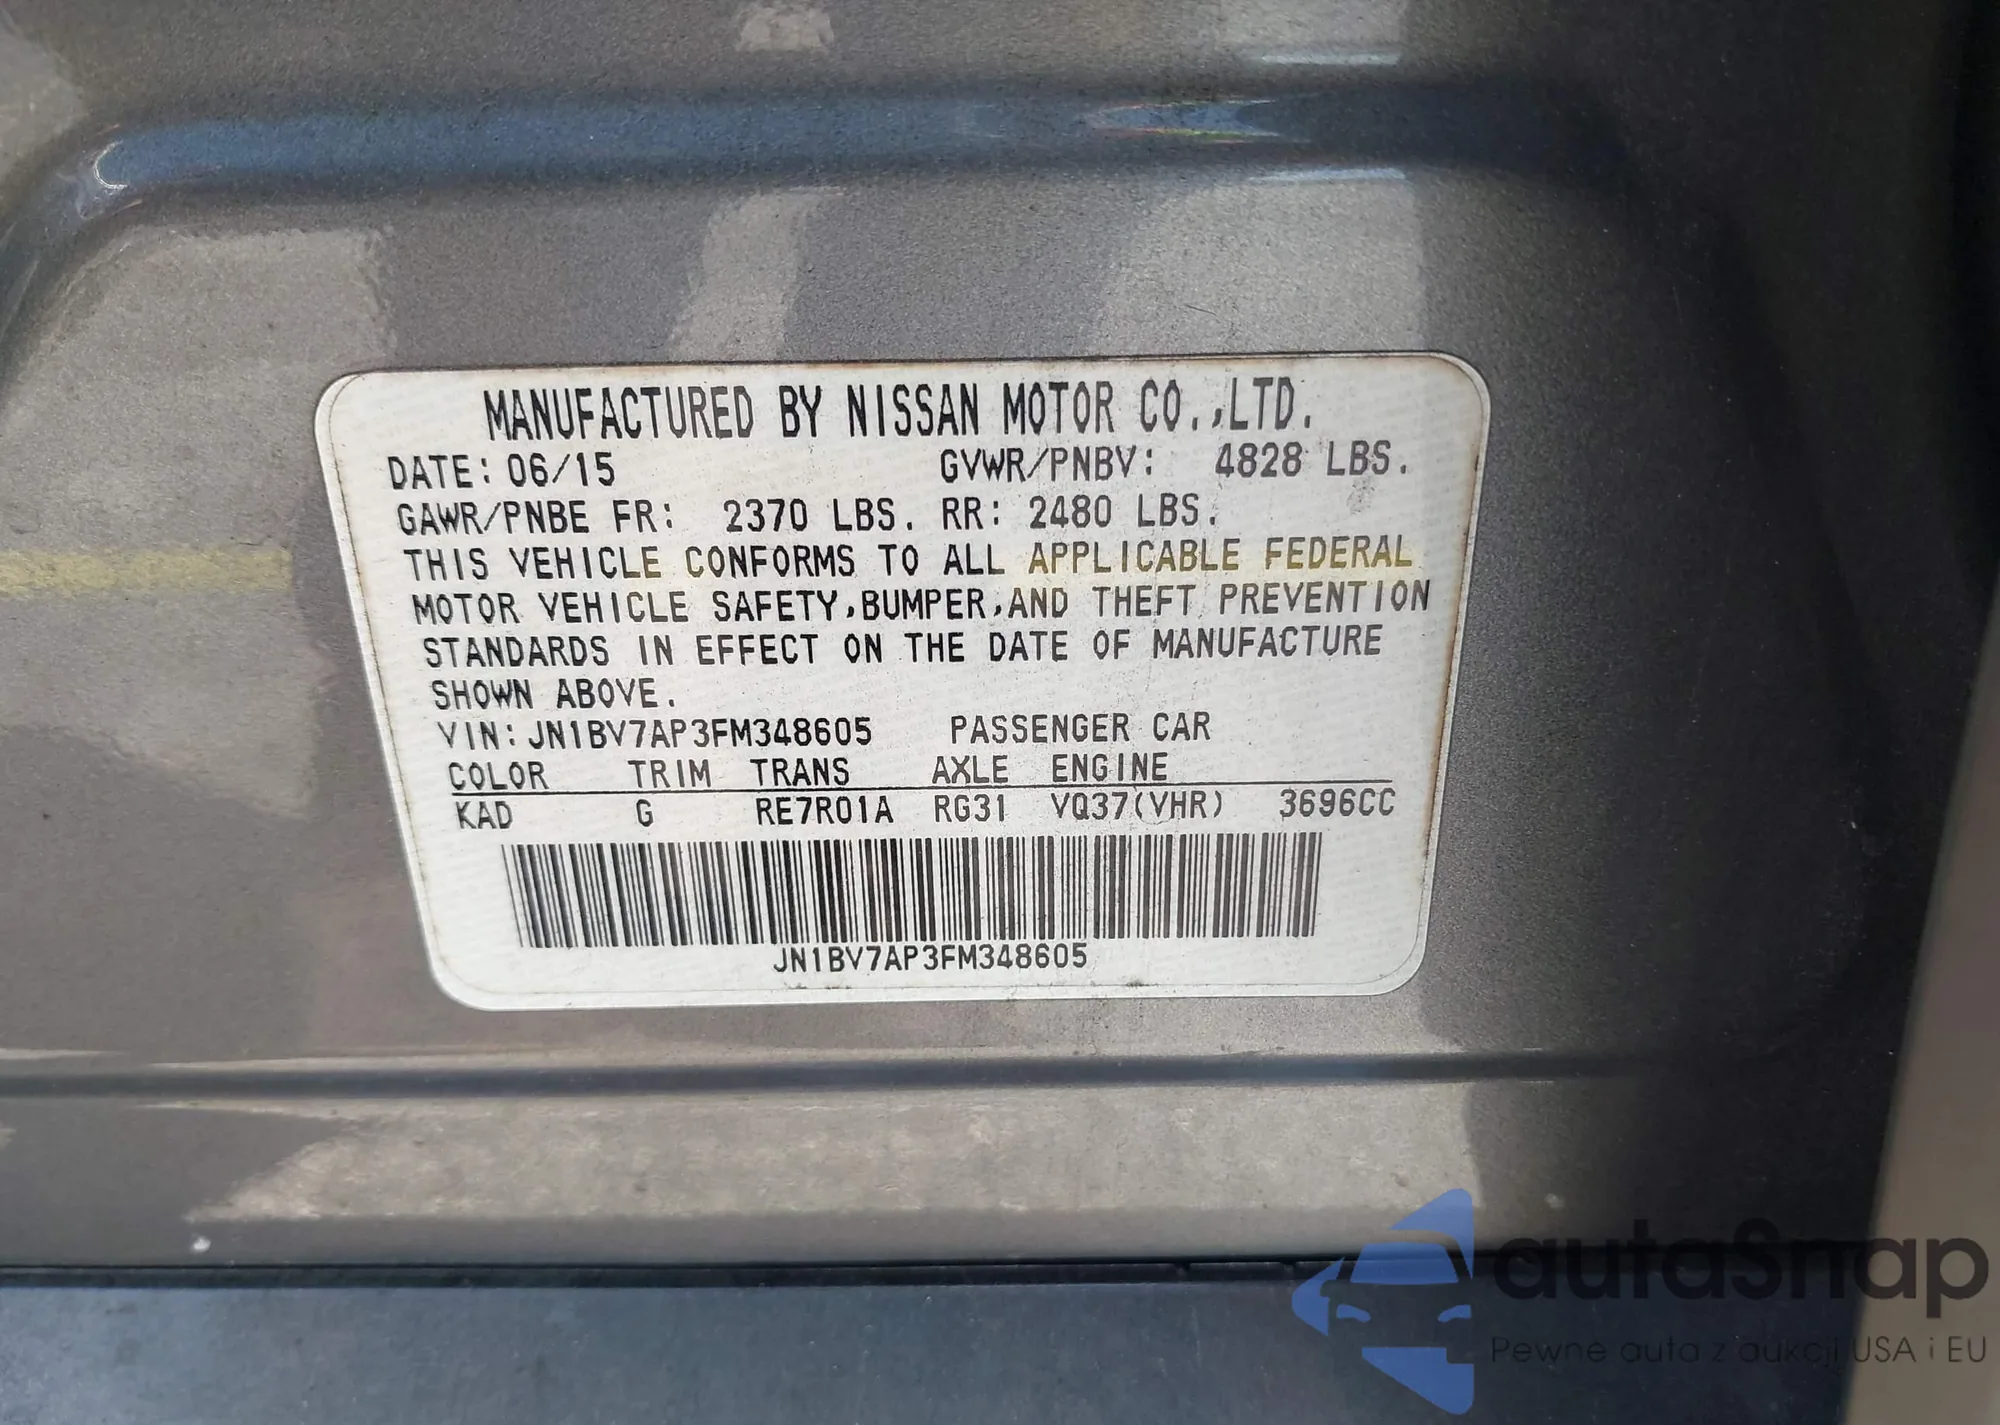 MANUFACTURED BY NISSAN MOTOR CO.,LTD.
DATE: 06/15 GVWR/PNBV: 4828 LBS.
GAWR/PNBE FR: 2370 LBS. RR: 2480 LBS.
THIS VEHICLE CONFORMS TO ALL APPLICABLE FEDERAL
MOTOR VEHICLE SAFETY,BUMPER,AND THEFT PREVENTION
STANDARDS IN EFFECT ON THE DATE OF MANUFACTURE
SHOWN ABOVE.
VIN: JN1BV7AP3FM348605 PASSENGER CAR
COLOR TRIM TRANS AXLE ENGINE
KAD G RE7R01A RG31 VQ37(VHR) 3696CC
JN1BV7AP3FM348605
autaSnap
Pewne auta z aukcji USA i EU